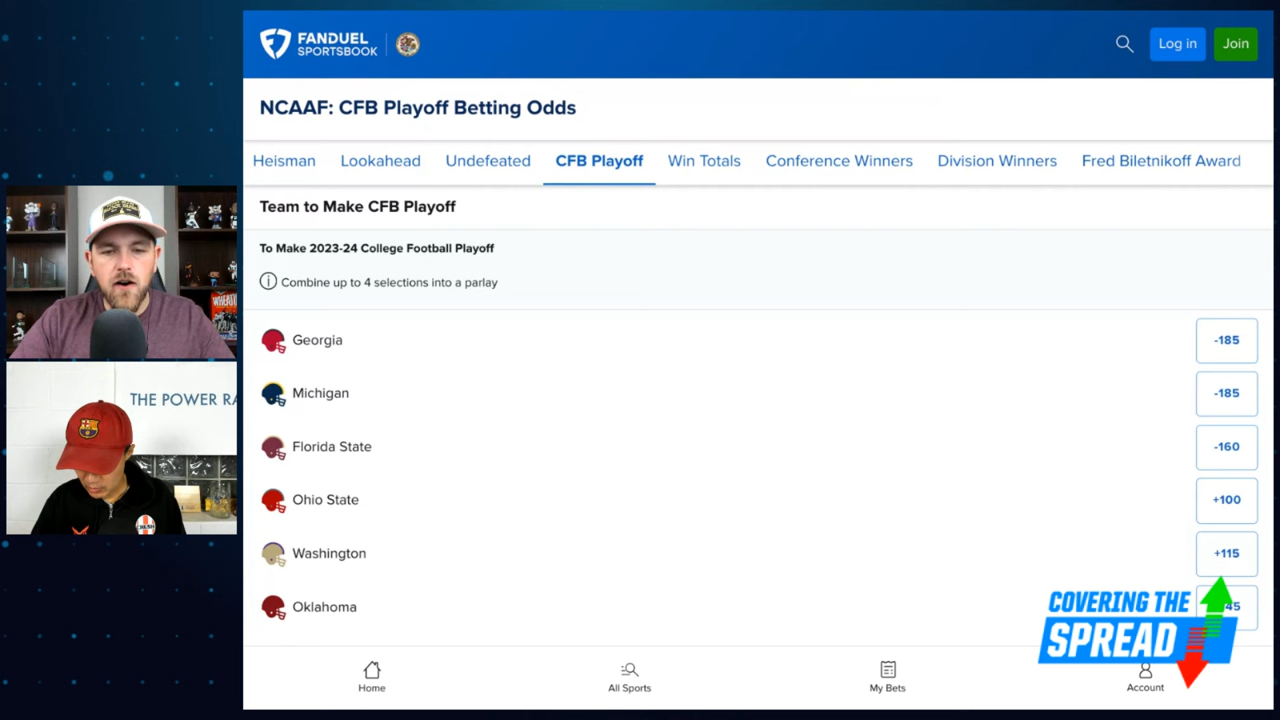 FANDUEL
SPORTSBOOK
Log in
Join
NCAAF: CFB Playoff Betting Odds
Heisman Lookahead Undefeated CFB Playoff Win Totals Conference Winners Division Winners Fred Biletnikoff Award
Team to Make CFB Playoff
To Make 2023-24 College Football Playoff
Combine up to 4 selections into a parlay
Georgia -185
Michigan -185
Florida State -160
Ohio State +100
Washington +115
Oklahoma
COVERING THE
SPREAD
Home All Sports My Bets Account
THE POWER RA